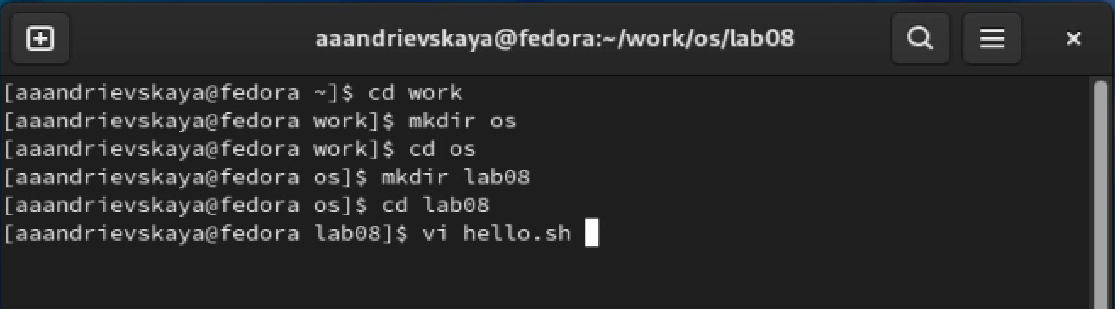 aaandrievskaya@fedora:~/work/os/lab08
[aaandrievskaya@fedora ~]$ cd work
[aaandrievskaya@fedora work]$ mkdir os
[aaandrievskaya@fedora work]$ cd os
[aaandrievskaya@fedora os]$ mkdir lab08
[aaandrievskaya@fedora os]$ cd lab08
[aaandrievskaya@fedora lab08]$ vi hello.sh